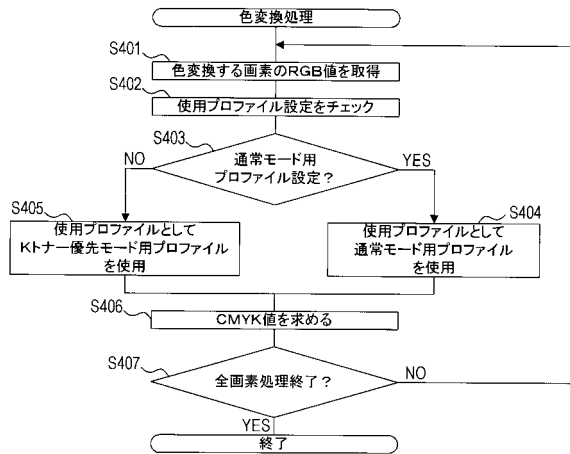 色変換処理
S401
色変換する画素のRGB値を取得
S402
使用プロファイル設定をチェック
S403
通常モード用
プロファイル設定？
NO
YES
S405
使用プロファイルとして
Kトナー優先モード用プロファイル
を使用
S404
使用プロファイルとして
通常モード用プロファイル
を使用
S406
CMYK値を求める
S407
全画素処理終了？
NO
YES
終了